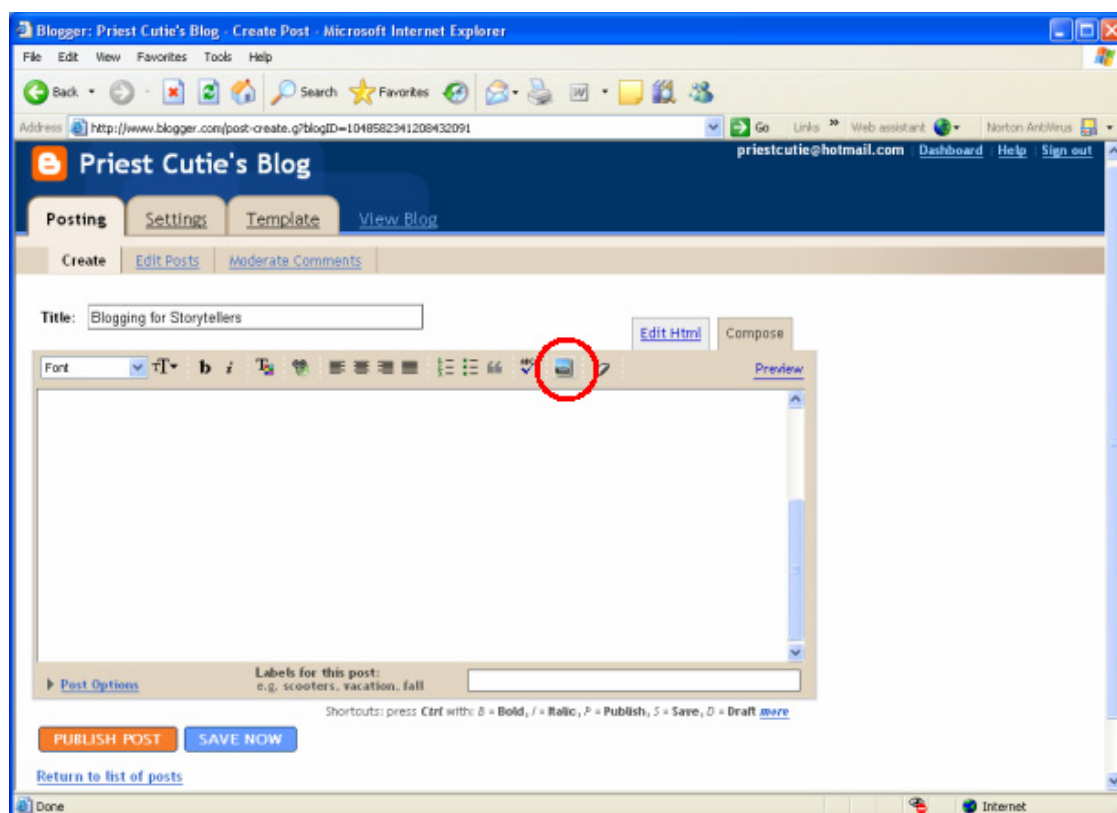 Blogger: Priest Cutie's Blog - Create Post - Microsoft Internet Explorer
File Edit View Favorites Tools Help
Back Search Favorites
Address http://www.blogger.com/post-create.g?blogID=1048582341208432091 Go Links » Web assistant Norton AntiVirus
Priest Cutie's Blog priestcutie@hotmail.com Dashboard Help Sign out
Posting Settings Template View Blog
Create Edit Posts Moderate Comments
Title: Blogging for Storytellers
Edit Html Compose
Font b i Preview
Labels for this post:
Post Options e.g. scooters, vacation, fall
Shortcuts: press Ctrl with: B = Bold, I = Italic, P = Publish, S = Save, D = Draft more
PUBLISH POST SAVE NOW
Return to list of posts
Done Internet